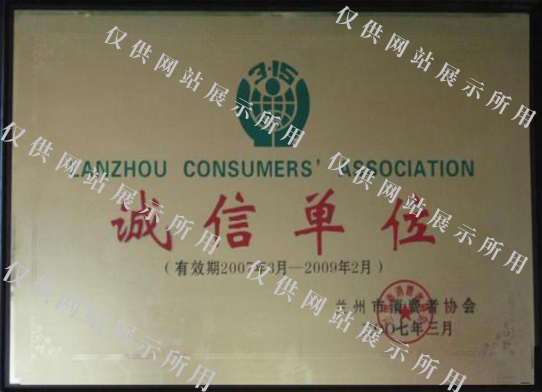 3·15
LANZHOU CONSUMERS' ASSOCIATION
诚信单位
（有效期2007年3月—2009年2月）
兰州市消费者协会
二〇〇七年三月
仅供网站展示所用
仅供网站展示所用
仅供网站展示所用
仅供网站展示所用
仅供网站展示所用
仅供网站展示所用